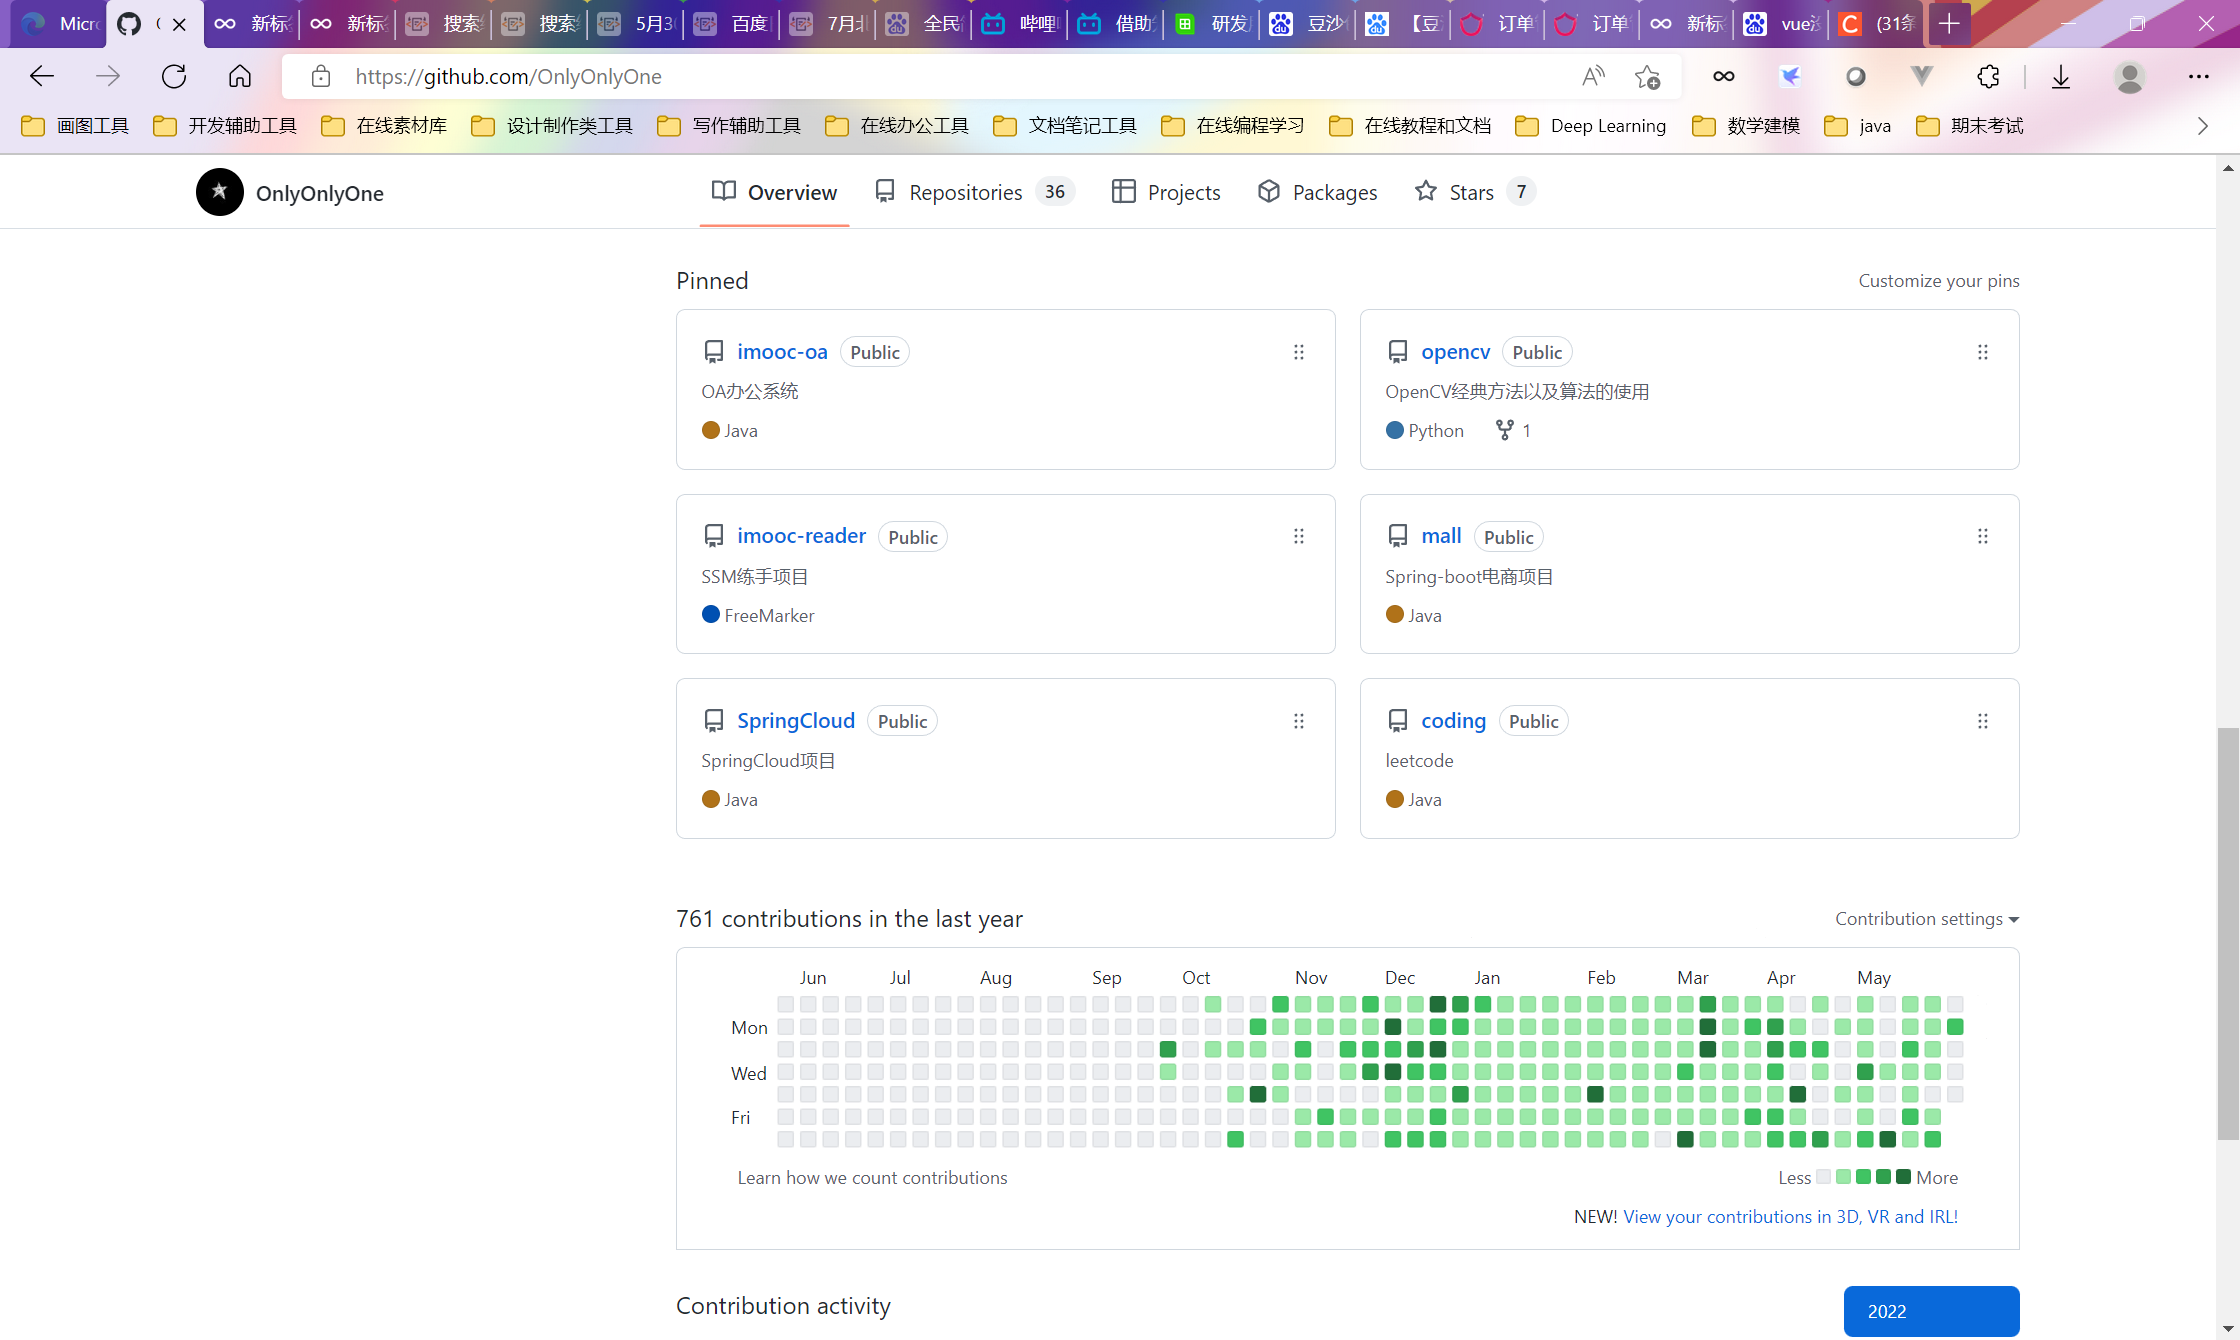 Micr
新标
新标
搜索
搜索
5月3
百度
7月
全民
哔哩
借助
研发
豆沙
【豆
订单
订单
新标
vue
(31
https://github.com/OnlyOnlyOne
画图工具 开发辅助工具 在线素材库 设计制作类工具 写作辅助工具 在线办公工具 文档笔记工具 在线编程学习 在线教程和文档 Deep Learning 数学建模 java 期末考试
OnlyOnlyOne
Overview Repositories 36 Projects Packages Stars 7
Pinned
Customize your pins
imooc-oa Public
OA办公系统
Java
opencv Public
OpenCV经典方法以及算法的使用
Python 1
imooc-reader Public
SSM练手项目
FreeMarker
mall Public
Spring-boot电商项目
Java
SpringCloud Public
SpringCloud项目
Java
coding Public
leetcode
Java
761 contributions in the last year
Contribution settings
Jun Jul Aug Sep Oct Nov Dec Jan Feb Mar Apr May
Mon
Wed
Fri
Learn how we count contributions
Less More
NEW! View your contributions in 3D, VR and IRL!
Contribution activity
2022